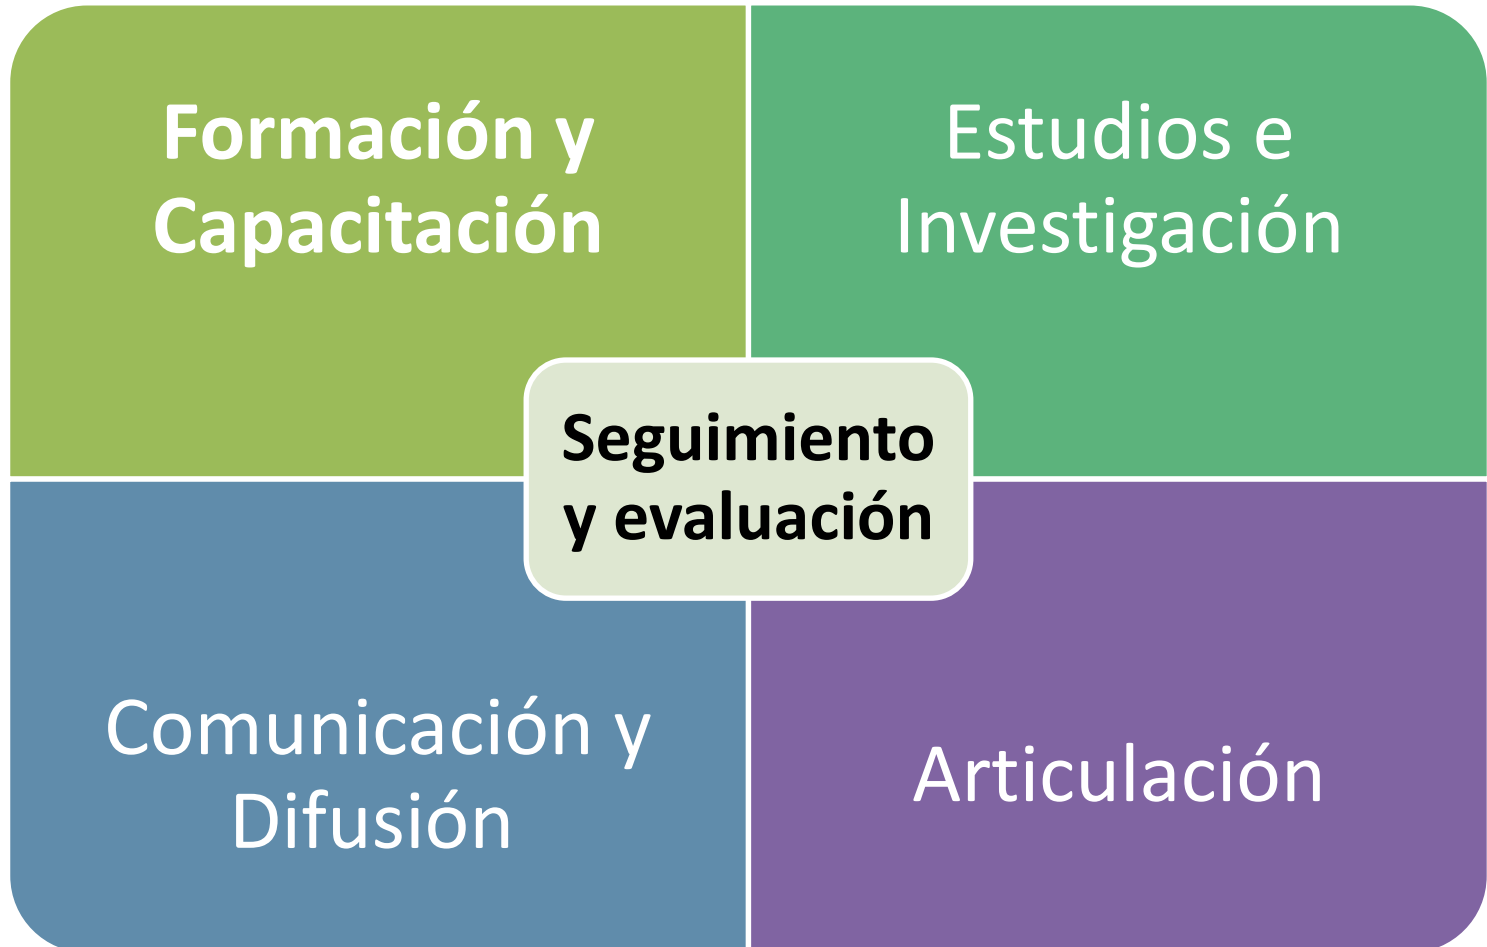 Formación y
Capacitación
Estudios e
Investigación
Seguimiento
y evaluación
Comunicación y
Difusión
Articulación